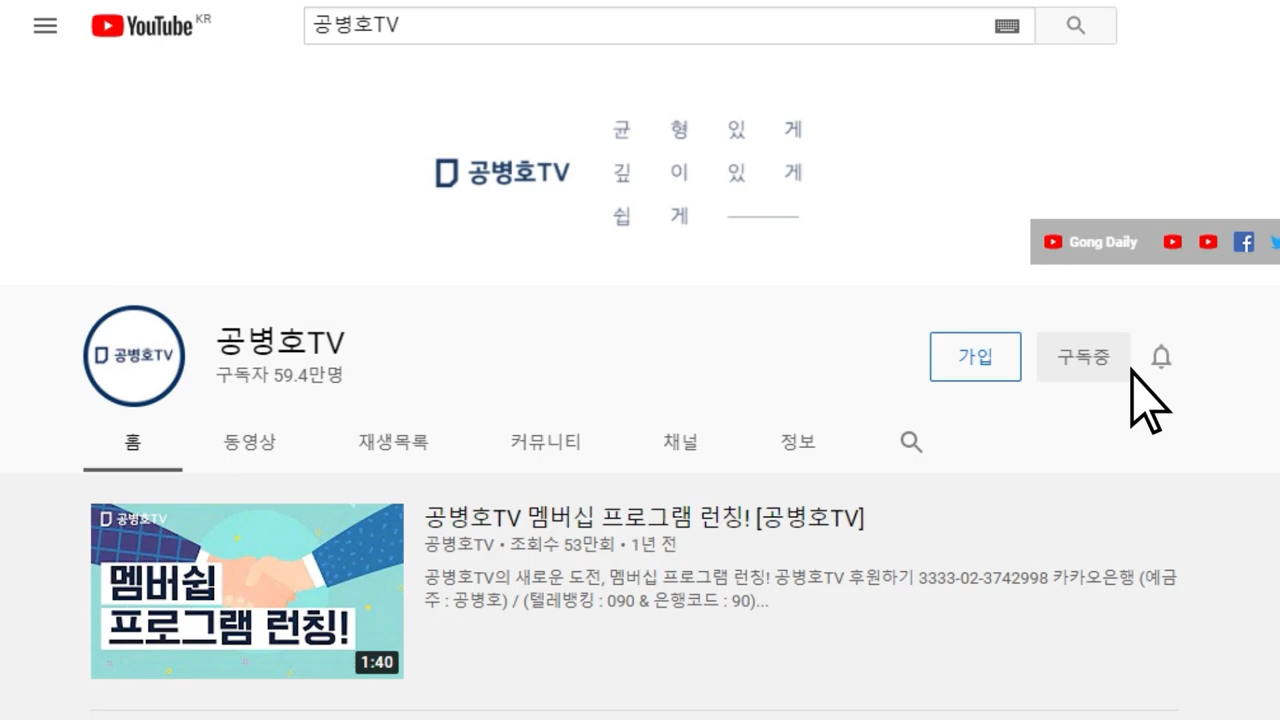 YouTube KR
공병호TV
공병호TV
균형있게
깊이있게
쉽게
Gong Daily
공병호TV
공병호TV
구독자 59.4만명
가입
구독중
홈
동영상
재생목록
커뮤니티
채널
정보
공병호TV
멤버쉽
프로그램 런칭!
1:40
공병호TV 멤버십 프로그램 런칭! [공병호TV]
공병호TV • 조회수 53만회 • 1년 전
공병호TV의 새로운 도전, 멤버십 프로그램 런칭! 공병호TV 후원하기 3333-02-3742998 카카오은행 (예금
주 : 공병호) / (텔레뱅킹 : 090 & 은행코드 : 90)...